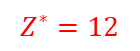 Z* = 12